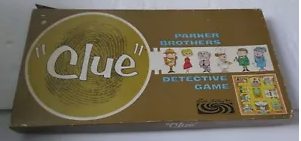 "Clue"
PARKER
BROTHERS
DETECTIVE
GAME
"Clue"